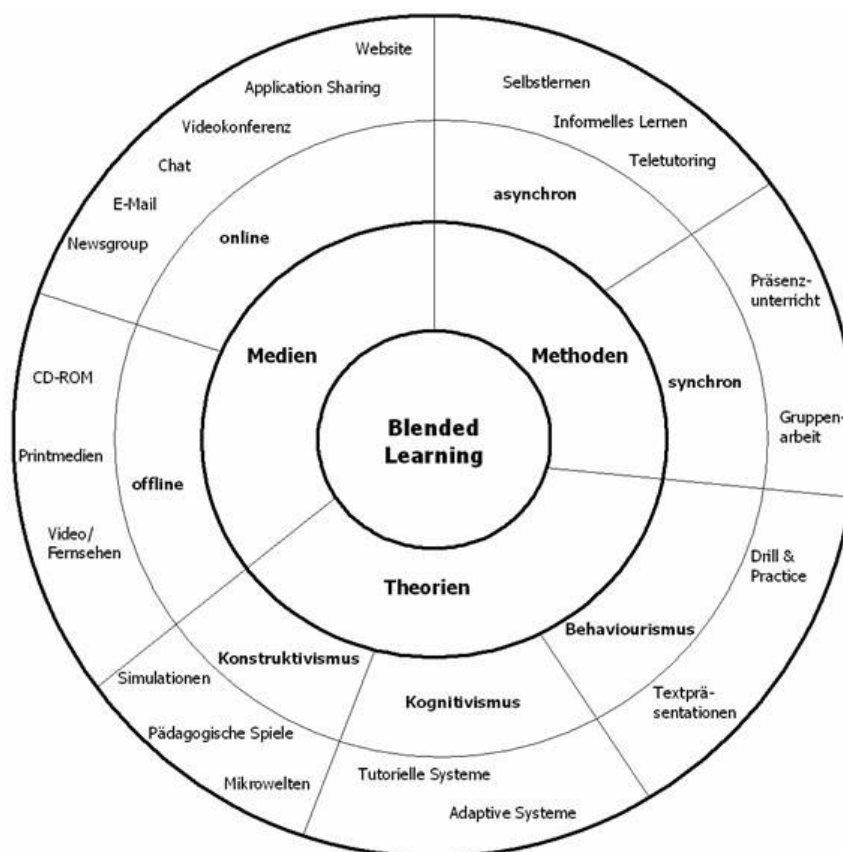 Website
Application Sharing
Videokonferenz
Chat
E-Mail
Newsgroup
online
Selbstlernen
Informelles Lernen
Teletutoring
asynchron
Präsenz-
unterricht
Gruppen-
arbeit
synchron
Medien
Methoden
Blended
Learning
Theorien
CD-ROM
Printmedien
Video/
Fernsehen
offline
Drill &
Practice
Textprä-
sentationen
Behaviourismus
Konstruktivismus
Kognitivismus
Simulationen
Pädagogische Spiele
Mikrowelten
Tutorielle Systeme
Adaptive Systeme